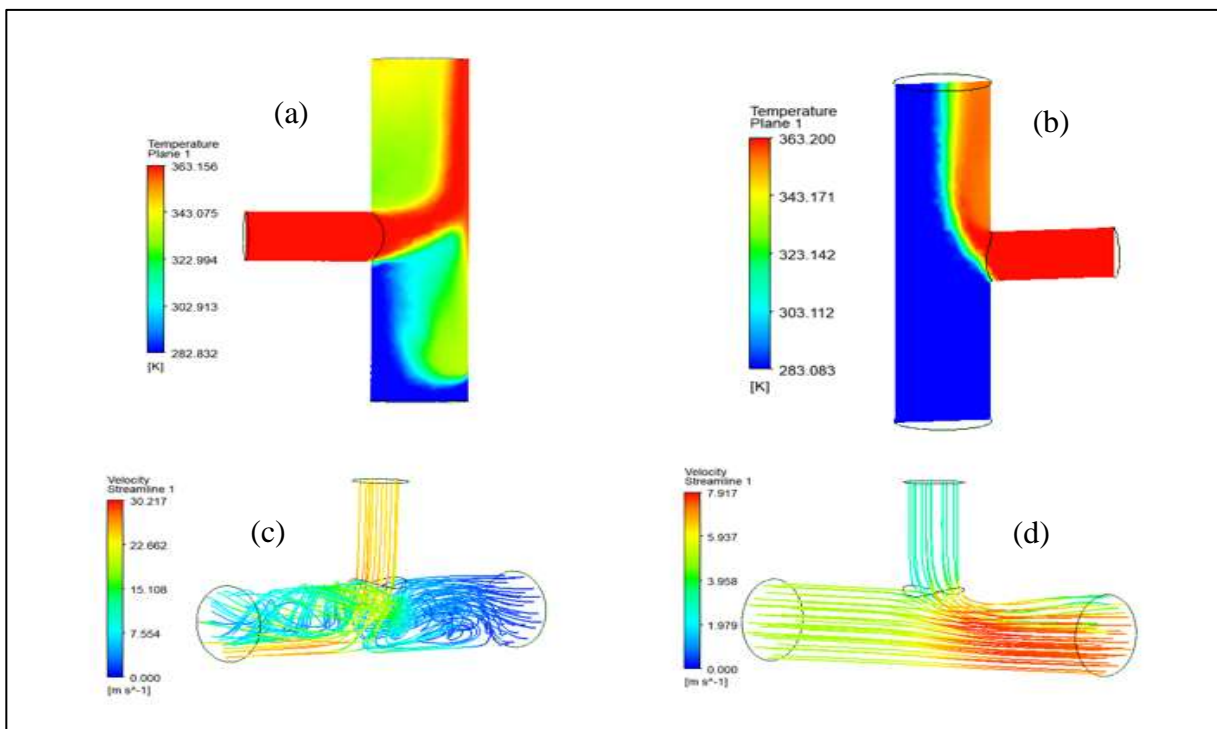 (a)
Temperature
Plane 1
363.156
343.075
322.994
302.913
282.832
[K]
(b)
Temperature
Plane 1
363.200
343.171
323.142
303.112
283.083
[K]
(c)
Velocity
Streamline 1
30.217
22.662
15.108
7.554
0.000
[m s^-1]
(d)
Velocity
Streamline 1
7.917
5.937
3.958
1.979
0.000
[m s^-1]